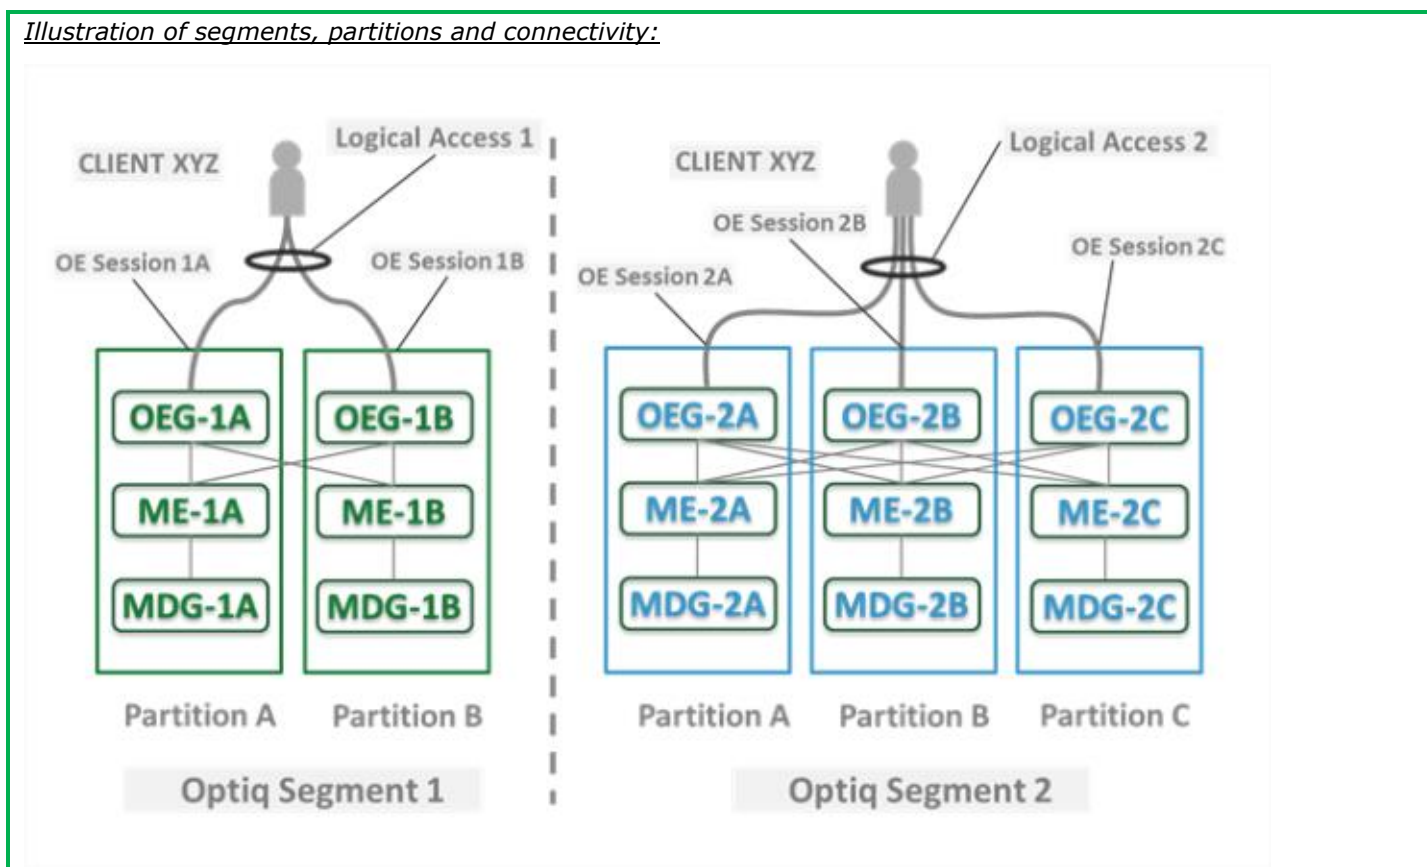 Illustration of segments, partitions and connectivity:
Logical Access 1
CLIENT XYZ
OE Session 1A
OE Session 1B
OEG-1A
OEG-1B
ME-1A
ME-1B
MDG-1A
MDG-1B
Partition A
Partition B
Optiq Segment 1
Logical Access 2
CLIENT XYZ
OE Session 2B
OE Session 2C
OE Session 2A
OEG-2A
OEG-2B
OEG-2C
ME-2A
ME-2B
ME-2C
MDG-2A
MDG-2B
MDG-2C
Partition A
Partition B
Partition C
Optiq Segment 2